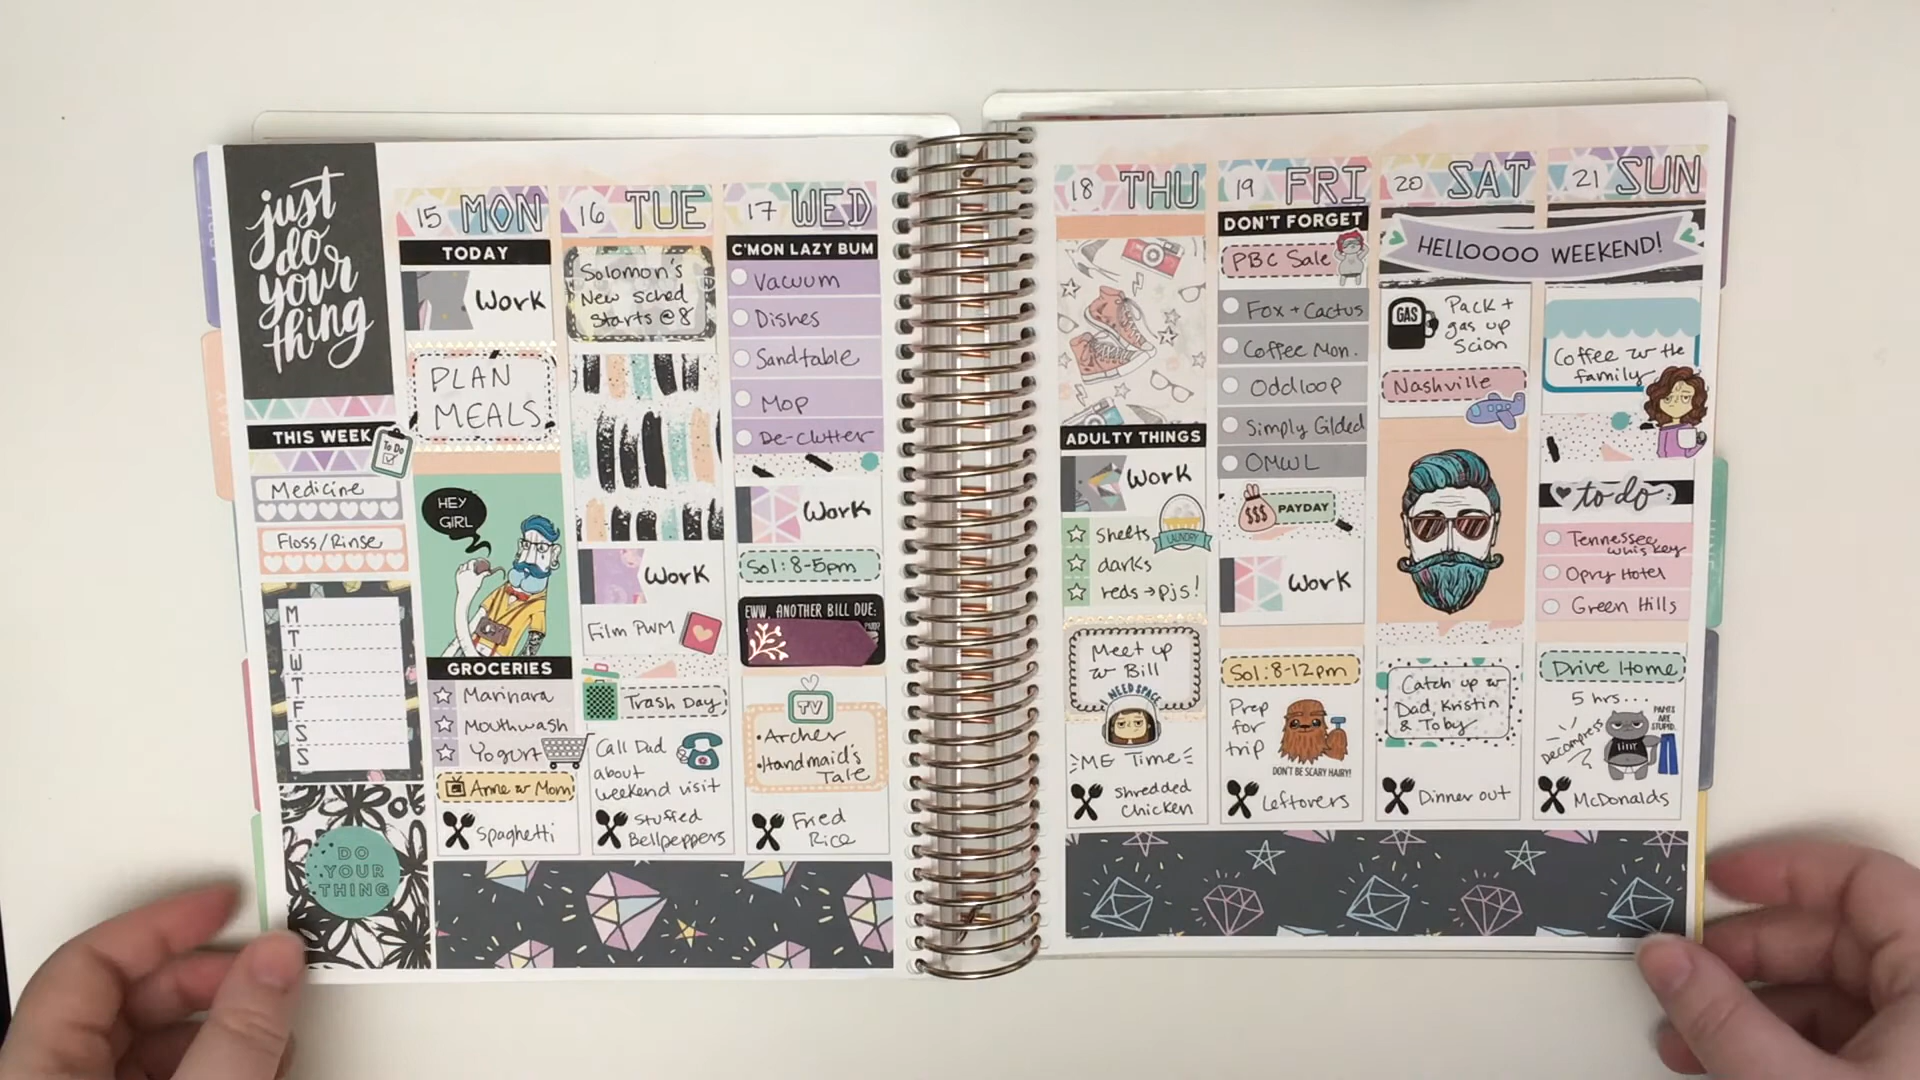 just
do
your
thing
THIS WEEK
To Do
Medicine
Floss/Rinse
M
T
W
T
F
S
S
DO
YOUR
THING
15 MON
TODAY
Work
PLAN
MEALS
HEY
GIRL
GROCERIES
Marinara
Mouthwash
Yogurt
Anne w Mom
Spaghetti
16 TUE
Solomon's
New sched
Starts @ 8
Work
Film PWM
Trash Day
Call Dad
about
weekend visit
Stuffed
Bellpeppers
17 WED
C'MON LAZY BUM
Vacuum
Dishes
Sandtable
Mop
De-clutter
Work
Sol: 8-5pm
EWW, ANOTHER BILL DUE:
TV
• Archer
• Handmaid's
Tale
Fried
Rice
18 THU
ADULTY THINGS
Work
sheets
LAUNDRY
darks
reds → pjs!
Meet up
w Bill
NEED SPACE
ME Time
Shredded
Chicken
19 FRI
DON'T FORGET
PBC Sale
Fox + Cactus
Coffee Mon.
Oddloop
Simply Gilded
OMWL
$$$
PAYDAY
Work
Sol: 8-12pm
Prep
for
trip
DON'T BE SCARY HAIRY!
Leftovers
20 SAT
HELLOOOO WEEKEND!
GAS
Pack +
gas up
Scion
Nashville
Catch up w
Dad, Kristin
& Toby
Dinner out
21 SUN
Coffee w the
family
to do
Tennessee
whiskey
Opry Hotel
Green Hills
Drive Home
5 hrs...
Decompress
PANTS
ARE
STUPID
McDonalds